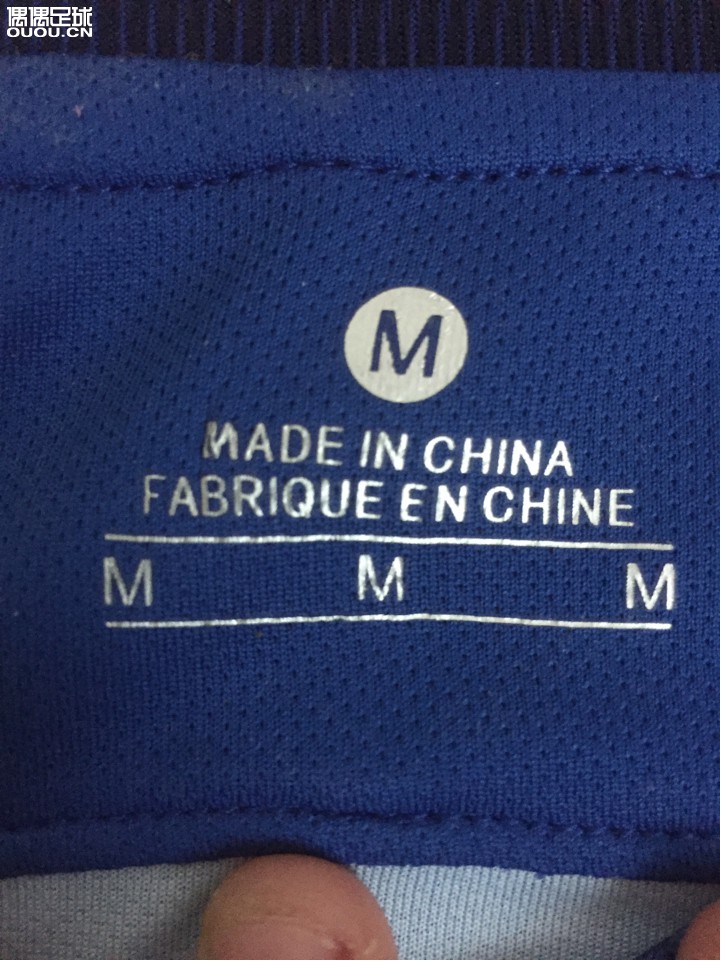 偶偶足球
OUOU.CN
M
MADE IN CHINA
FABRIQUE EN CHINE
M M M